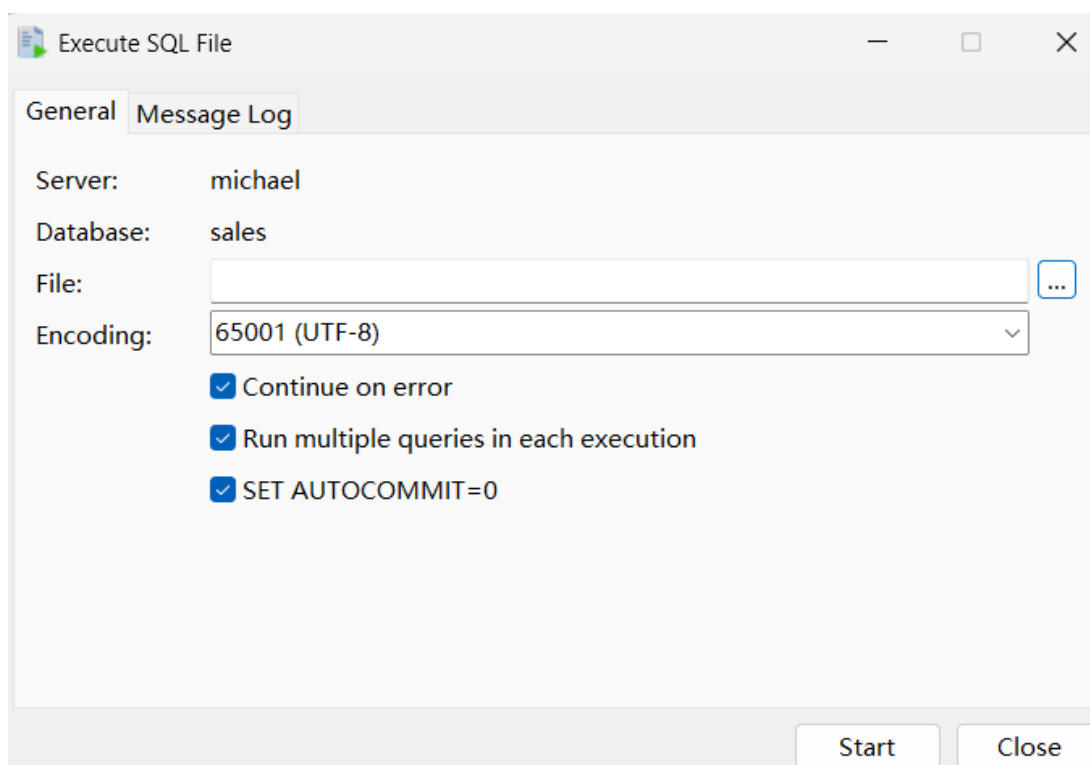 Execute SQL File
General Message Log
Server: michael
Database: sales
File: ...
Encoding: 65001 (UTF-8)
Continue on error
Run multiple queries in each execution
SET AUTOCOMMIT=0
Start Close